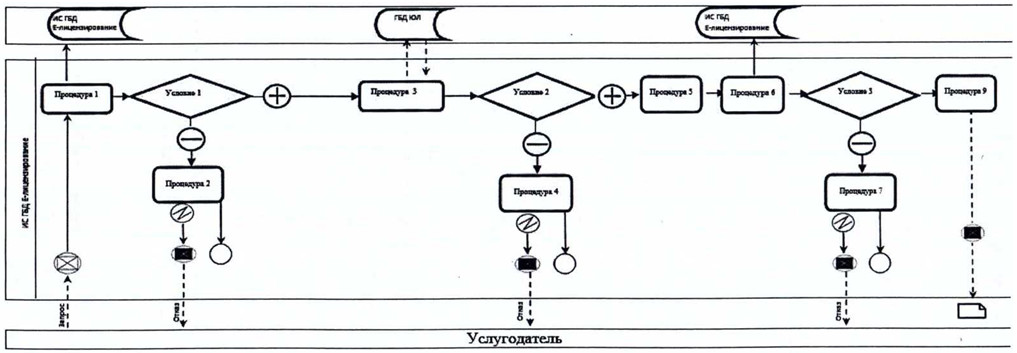 ИС ГБД
Е-лицензирование
ГБД ЮЛ
ИС ГБД
Е-лицензирование
ИС ГБД Е-лицензирование
Процедура 1
Условие 1
Процедура 3
Условие 2
Процедура 5
Процедура 6
Условие 3
Процедура 9
Процедура 2
Процедура 4
Процедура 7
Запрос
Отказ
Отказ
Отказ
Услугодатель